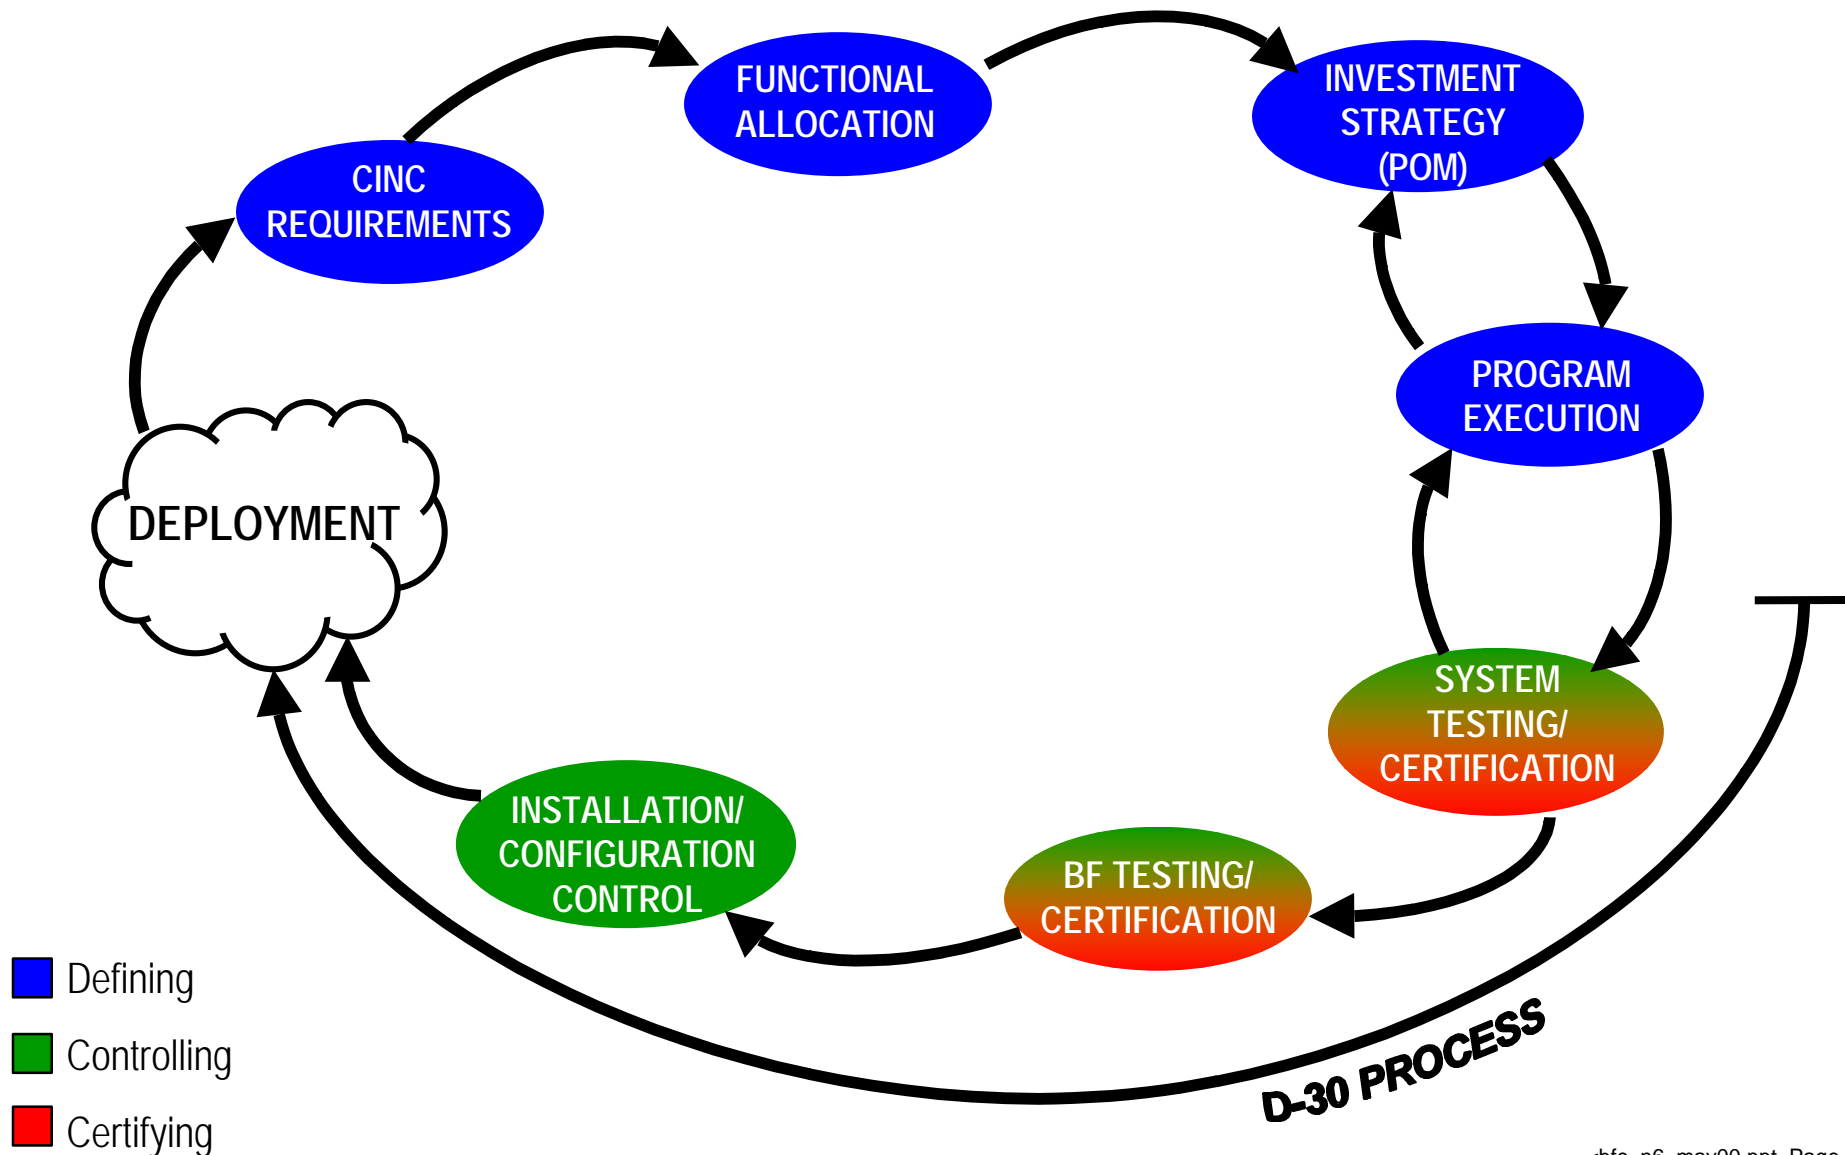 FUNCTIONAL
ALLOCATION
INVESTMENT
STRATEGY
(POM)
CINC
REQUIREMENTS
PROGRAM
EXECUTION
DEPLOYMENT
SYSTEM
TESTING/
CERTIFICATION
BF TESTING/
CERTIFICATION
INSTALLATION/
CONFIGURATION
CONTROL
D-30 PROCESS
Defining
Controlling
Certifying